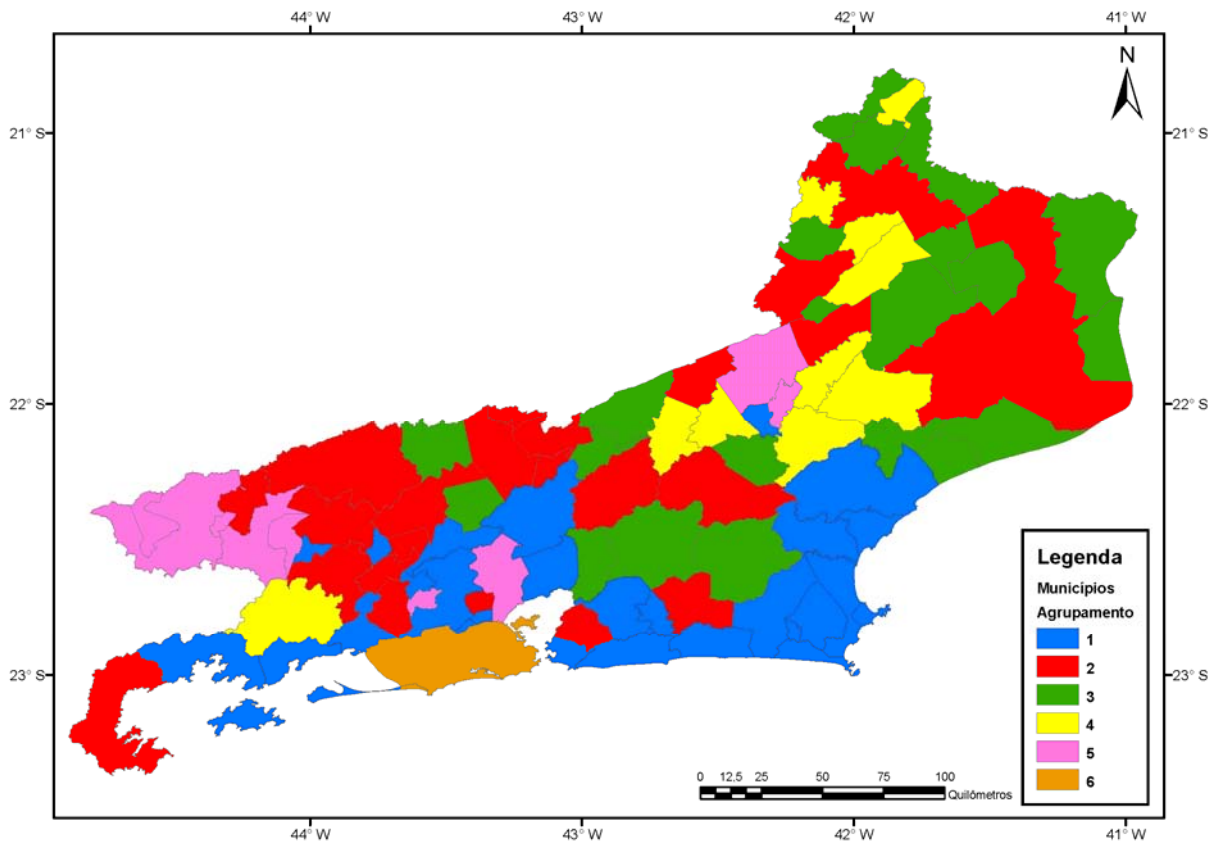 44° W 43° W 42° W 41° W
N
21° S 21° S
22° S 22° S
23° S 23° S
Legenda
Municípios
Agrupamento
1
2
3
4
5
6
0 12.5 25 50 75 100
Quilômetros
44° W 43° W 42° W 41° W